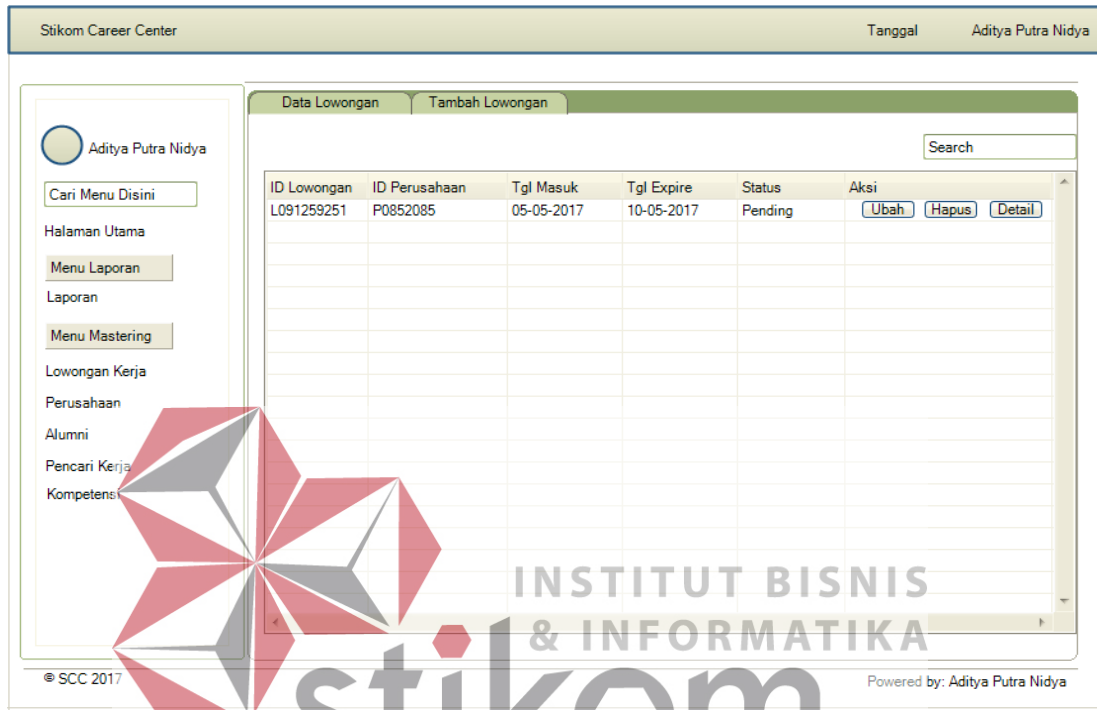 Stikom Career Center Tanggal Aditya Putra Nidya
Data Lowongan Tambah Lowongan
Aditya Putra Nidya
Search
Cari Menu Disini
ID Lowongan ID Perusahaan Tgl Masuk Tgl Expire Status Aksi
L091259251 P0852085 05-05-2017 10-05-2017 Pending Ubah Hapus Detail
Halaman Utama
Menu Laporan
Laporan
Menu Mastering
Lowongan Kerja
Perusahaan
Alumni
Pencari Kerja
Kompetensi
INSTITUT BISNIS
& INFORMATIKA
stikom
© SCC 2017 Powered by: Aditya Putra Nidya